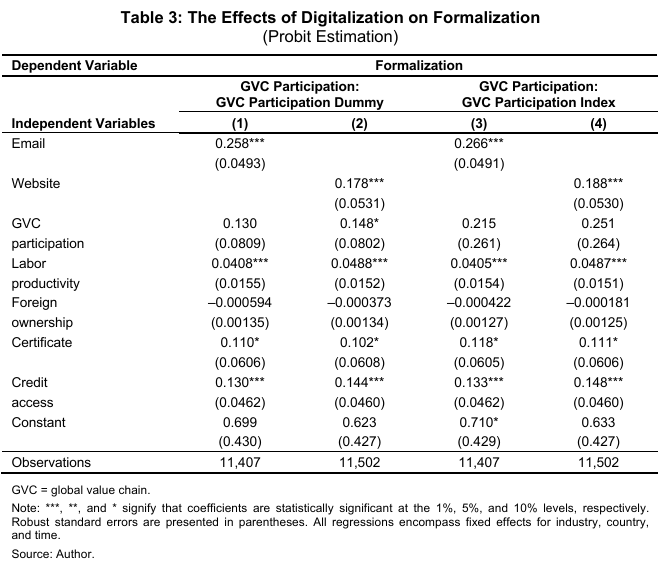 Table 3: The Effects of Digitalization on Formalization
(Probit Estimation)
Dependent Variable Formalization
GVC Participation: GVC Participation:
GVC Participation Dummy GVC Participation Index
Independent Variables (1) (2) (3) (4)
Email 0.258*** 0.266***
(0.0493) (0.0491)
Website 0.178*** 0.188***
(0.0531) (0.0530)
GVC 0.130 0.148* 0.215 0.251
participation (0.0809) (0.0802) (0.261) (0.264)
Labor 0.0408*** 0.0488*** 0.0405*** 0.0487***
productivity (0.0155) (0.0152) (0.0154) (0.0151)
Foreign –0.000594 –0.000373 –0.000422 –0.000181
ownership (0.00135) (0.00134) (0.00127) (0.00125)
Certificate 0.110* 0.102* 0.118* 0.111*
(0.0606) (0.0608) (0.0605) (0.0606)
Credit 0.130*** 0.144*** 0.133*** 0.148***
access (0.0462) (0.0460) (0.0462) (0.0460)
Constant 0.699 0.623 0.710* 0.633
(0.430) (0.427) (0.429) (0.427)
Observations 11,407 11,502 11,407 11,502
GVC = global value chain.
Note: ***, **, and * signify that coefficients are statistically significant at the 1%, 5%, and 10% levels, respectively.
Robust standard errors are presented in parentheses. All regressions encompass fixed effects for industry, country,
and time.
Source: Author.